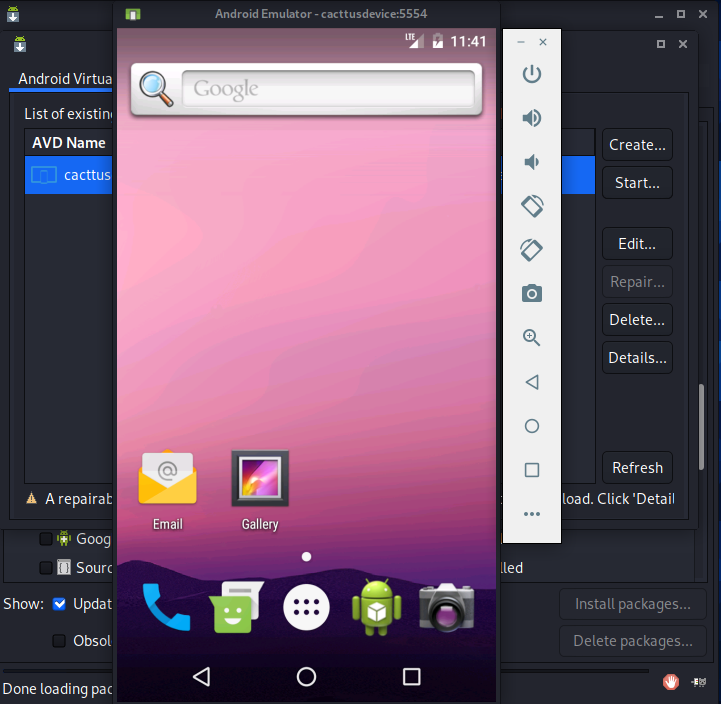 Android Emulator - cacttusdevice:5554
Android Virtua
List of existing
AVD Name
cacttus
LTE 11:41
Google
Create...
Start...
Edit...
Repair...
Delete...
Details...
Refresh
A repairab
load. Click 'Detail
Email
Gallery
Goog
Sourc
lled
Show:
Updat
Install packages...
Obsol
Delete packages...
Done loading pac